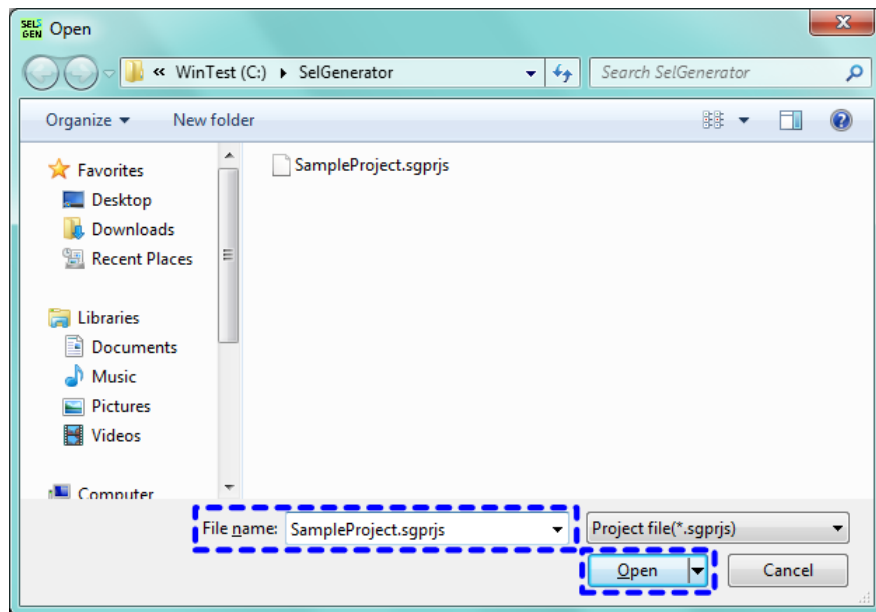 SEL GEN Open
« WinTest (C:) SelGenerator Search SelGenerator
Organize New folder
Favorites
Desktop
Downloads
Recent Places
Libraries
Documents
Music
Pictures
Videos
Computer
SampleProject.sgprjs
File name: SampleProject.sgprjs Project file(*.sgprjs)
Open Cancel